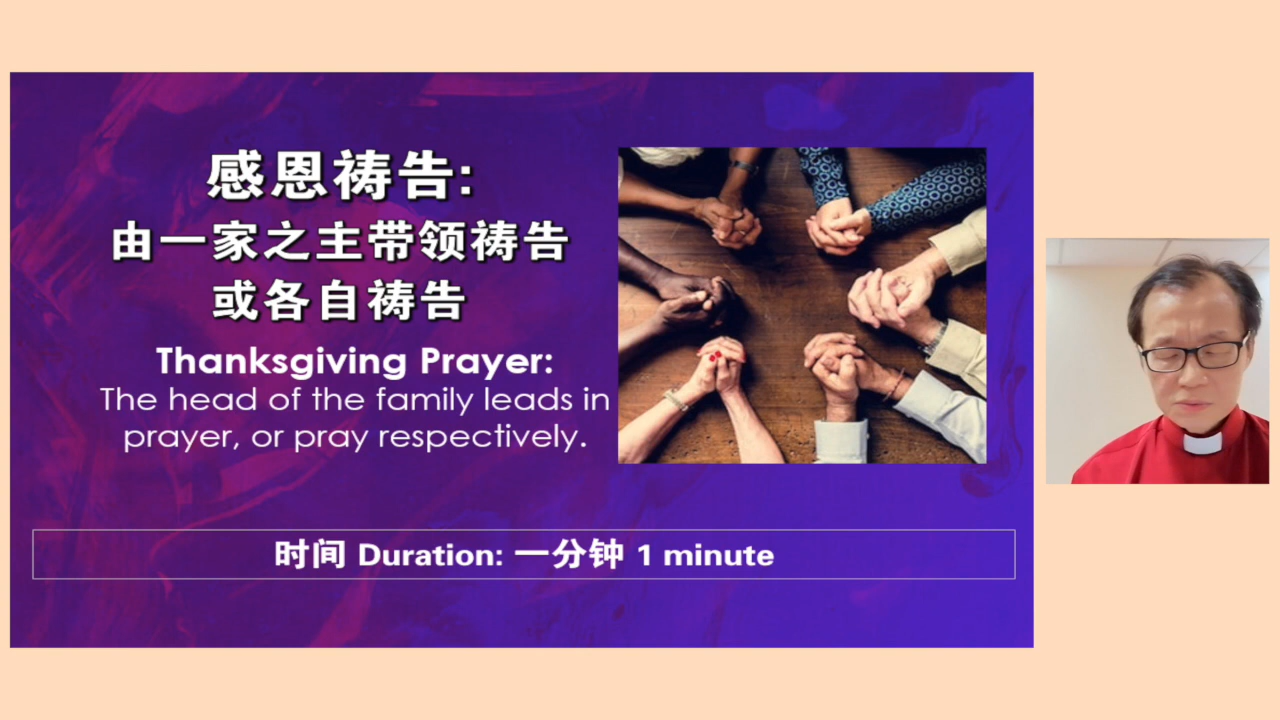 感恩祷告:
由一家之主带领祷告
或各自祷告
Thanksgiving Prayer:
The head of the family leads in
prayer, or pray respectively.
时间 Duration: 一分钟 1 minute